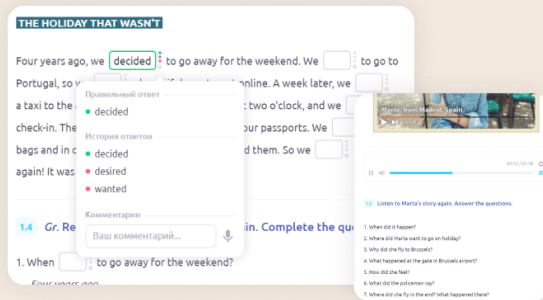 THE HOLIDAY THAT WASN'T
Four years ago, we decided to go away for the weekend. We to go to
Portugal, so online. A week later, we
a taxi to the two o'clock, and we
check-in. The our passports. We
bags and in d them. So we
again! It was
Правильный ответ
decided
История ответов
decided
desired
wanted
Комментарии
Ваш комментарий...
1.4 Gr. Re in. Complete the que
1. When to go away for the weekend?
Four years ago
Marta, from Madrid, Spain
1.5 Listen to Marta's story again. Answer the questions.
1. When did it happen?
2. Where did Marta want to go on holiday?
3. Why did she fly to Brussels?
4. What happened at the gate in Brussels airport?
5. How did she feel?
6. What did the policeman say?
7. Where did she fly in the end? What happened there?